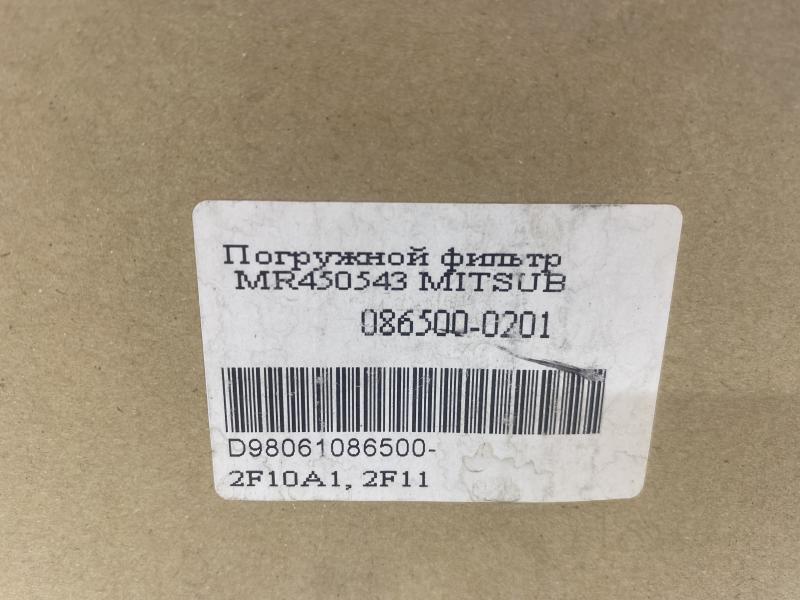 Погружной фильтр
MR450543 MITSUB
086500-0201
D98061086500-
2F10A1, 2F11